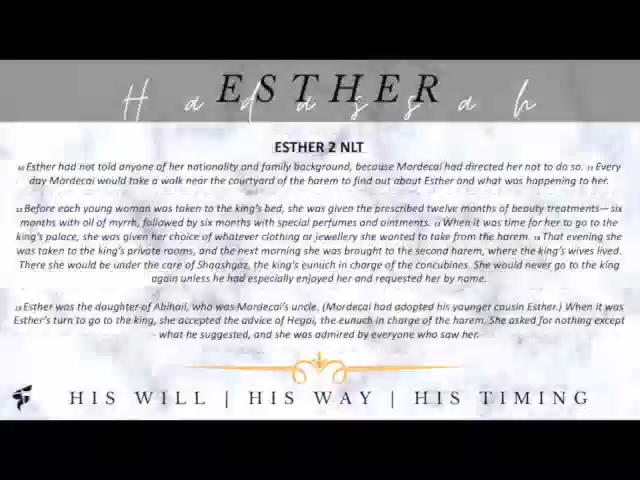 ESTHER
Hadassah
ESTHER 2 NLT
10 Esther had not told anyone of her nationality and family background, because Mordecai had directed her not to do so. 11 Every
day Mordecai would take a walk near the courtyard of the harem to find out about Esther and what was happening to her.
12 Before each young woman was taken to the king's bed, she was given the prescribed twelve months of beauty treatments—six
months with oil of myrrh, followed by six months with special perfumes and ointments. 13 When it was time for her to go to the
king's palace, she was given her choice of whatever clothing or jewellery she wanted to take from the harem. 14 That evening she
was taken to the king's private rooms, and the next morning she was brought to the second harem, where the king's wives lived.
There she would be under the care of Shaashgaz, the king's eunuch in charge of the concubines. She would never go to the king
again unless he had especially enjoyed her and requested her by name.
15 Esther was the daughter of Abihail, who was Mordecai's uncle. (Mordecai had adopted his younger cousin Esther.) When it was
Esther's turn to go to the king, she accepted the advice of Hegai, the eunuch in charge of the harem. She asked for nothing except
what he suggested, and she was admired by everyone who saw her.
HIS WILL | HIS WAY | HIS TIMING